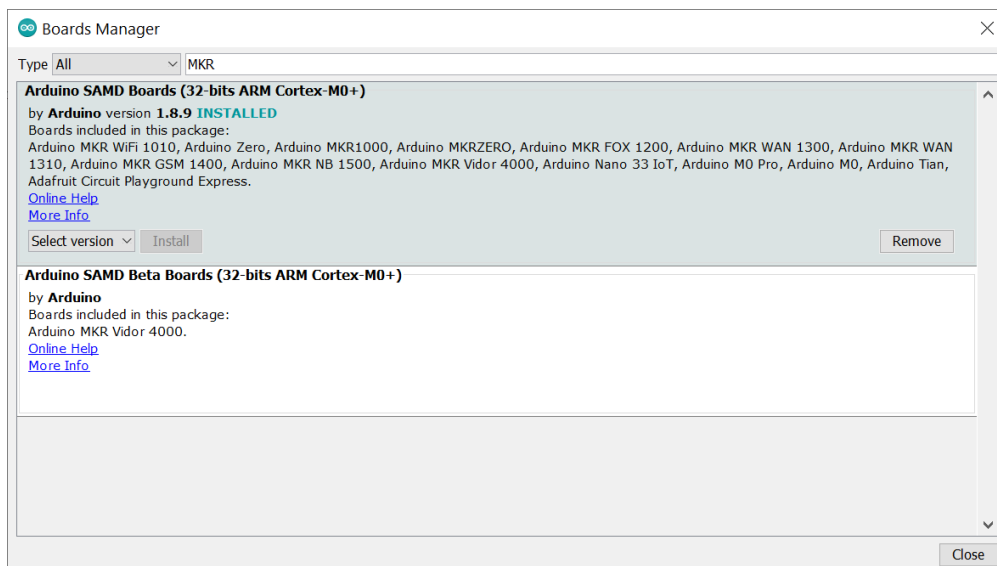 Boards Manager
Type All MKR
Arduino SAMD Boards (32-bits ARM Cortex-M0+)
by Arduino version 1.8.9 INSTALLED
Boards included in this package:
Arduino MKR WiFi 1010, Arduino Zero, Arduino MKR1000, Arduino MKRZERO, Arduino MKR FOX 1200, Arduino MKR WAN 1300, Arduino MKR WAN
1310, Arduino MKR GSM 1400, Arduino MKR NB 1500, Arduino MKR Vidor 4000, Arduino Nano 33 IoT, Arduino M0 Pro, Arduino M0, Arduino Tian,
Adafruit Circuit Playground Express.
Online Help
More Info
Select version Install Remove
Arduino SAMD Beta Boards (32-bits ARM Cortex-M0+)
by Arduino
Boards included in this package:
Arduino MKR Vidor 4000.
Online Help
More Info
Close